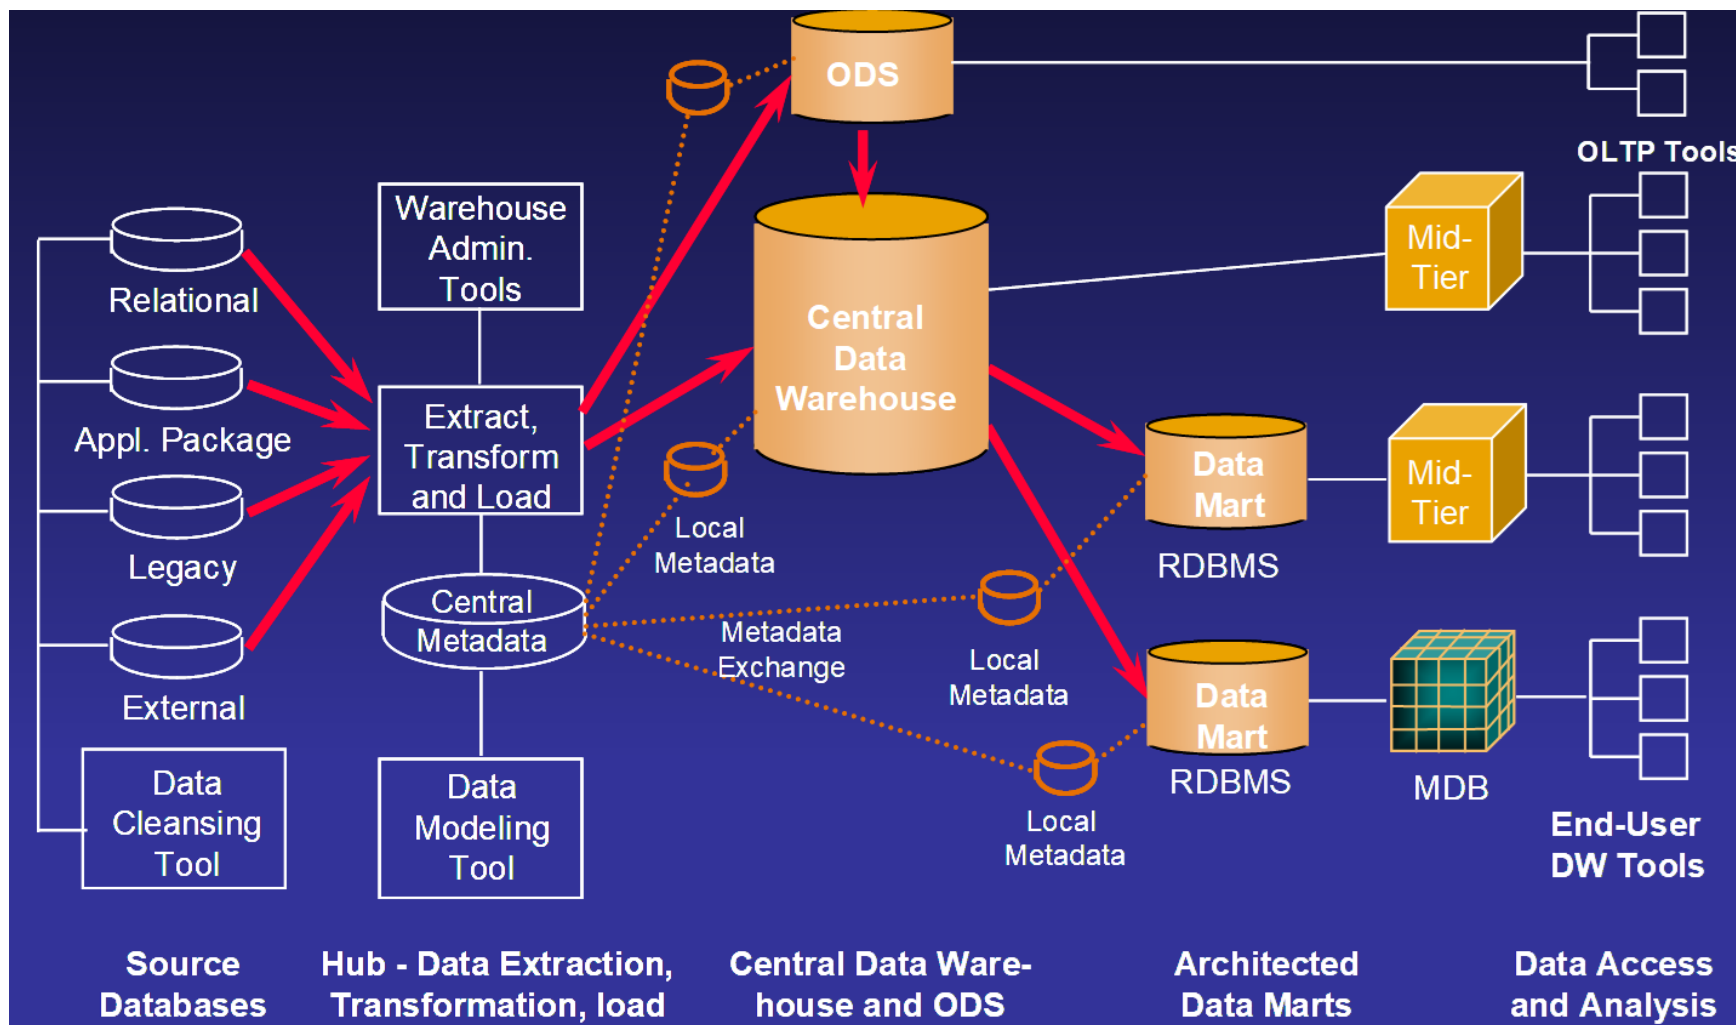 ODS
OLTP Tools
Warehouse
Admin.
Tools
Mid-
Tier
Relational
Central
Data
Warehouse
Extract,
Transform
and Load
Appl. Package
Data
Mart
Mid-
Tier
Local
Metadata
RDBMS
Legacy
Central
Metadata
Metadata
Exchange
Local
Metadata
External
Data
Mart
RDBMS
MDB
Data
Cleansing
Tool
Data
Modeling
Tool
Local
Metadata
End-User
DW Tools
Source
Databases
Hub - Data Extraction,
Transformation, load
Central Data Ware-
house and ODS
Architected
Data Marts
Data Access
and Analysis